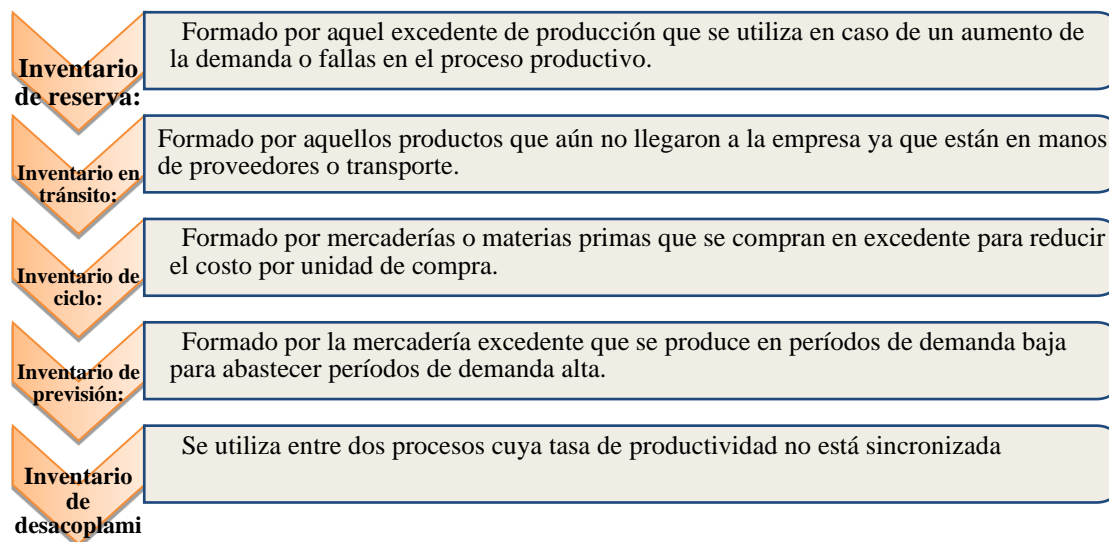 Inventario
de reserva:
Formado por aquel excedente de producción que se utiliza en caso de un aumento de
la demanda o fallas en el proceso productivo.
Inventario en
tránsito:
Formado por aquellos productos que aún no llegaron a la empresa ya que están en manos
de proveedores o transporte.
Inventario de
ciclo:
Formado por mercaderías o materias primas que se compran en excedente para reducir
el costo por unidad de compra.
Inventario de
previsión:
Formado por la mercadería excedente que se produce en períodos de demanda baja
para abastecer períodos de demanda alta.
Inventario
de
desacoplami
Se utiliza entre dos procesos cuya tasa de productividad no está sincronizada